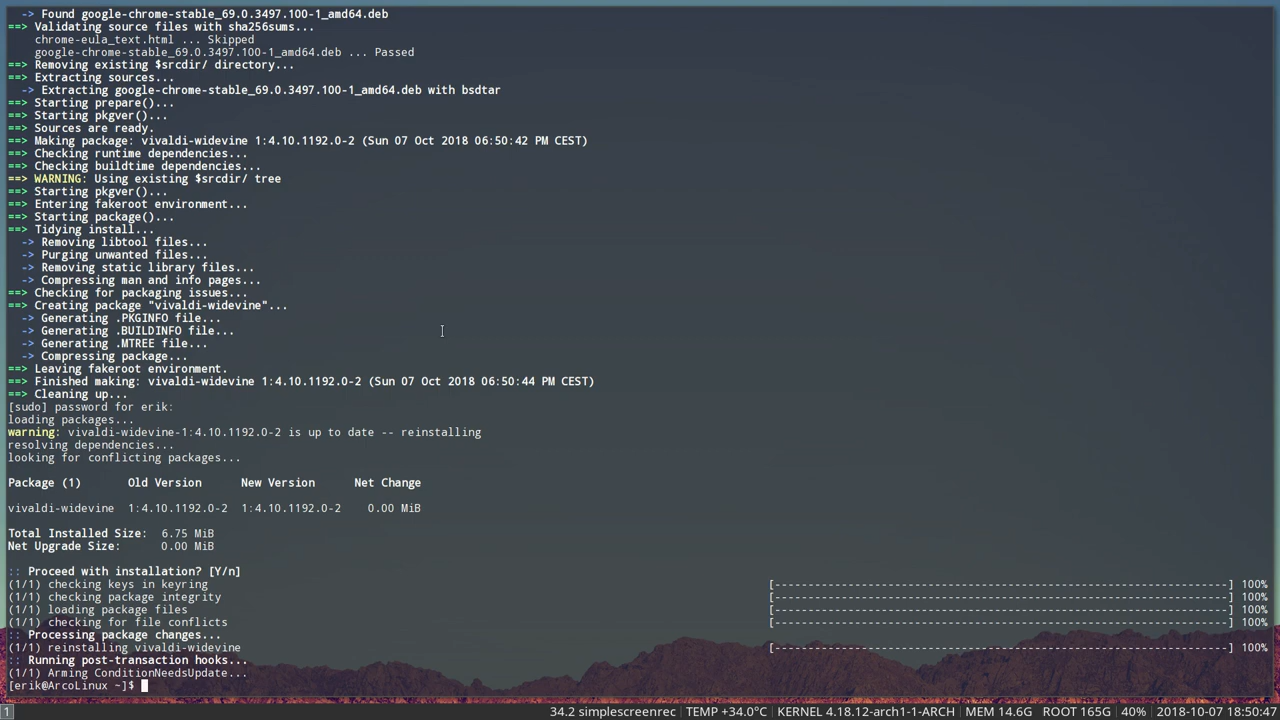 -> Found google-chrome-stable_69.0.3497.100-1_amd64.deb
==> Validating source files with sha256sums...
chrome-eula_text.html ... Skipped
google-chrome-stable_69.0.3497.100-1_amd64.deb ... Passed
==> Removing existing $srcdir/ directory...
==> Extracting sources...
-> Extracting google-chrome-stable_69.0.3497.100-1_amd64.deb with bsdtar
==> Starting prepare()...
==> Starting pkgver()...
==> Sources are ready.
==> Making package: vivaldi-widevine 1:4.10.1192.0-2 (Sun 07 Oct 2018 06:50:42 PM CEST)
==> Checking runtime dependencies...
==> Checking buildtime dependencies...
==> WARNING: Using existing $srcdir/ tree
==> Starting pkgver()...
==> Entering fakeroot environment...
==> Starting package()...
==> Tidying install...
-> Removing libtool files...
-> Purging unwanted files...
-> Removing static library files...
-> Compressing man and info pages...
==> Checking for packaging issues...
==> Creating package "vivaldi-widevine"...
-> Generating .PKGINFO file...
-> Generating .BUILDINFO file...
-> Generating .MTREE file...
-> Compressing package...
==> Leaving fakeroot environment.
==> Finished making: vivaldi-widevine 1:4.10.1192.0-2 (Sun 07 Oct 2018 06:50:44 PM CEST)
==> Cleaning up...
[sudo] password for erik:
loading packages...
warning: vivaldi-widevine-1:4.10.1192.0-2 is up to date -- reinstalling
resolving dependencies...
looking for conflicting packages...
Package (1) Old Version New Version Net Change
vivaldi-widevine 1:4.10.1192.0-2 1:4.10.1192.0-2 0.00 MiB
Total Installed Size: 6.75 MiB
Net Upgrade Size: 0.00 MiB
:: Proceed with installation? [Y/n]
(1/1) checking keys in keyring [----------------------------------------------------------------------] 100%
(1/1) checking package integrity [----------------------------------------------------------------------] 100%
(1/1) loading package files [----------------------------------------------------------------------] 100%
(1/1) checking for file conflicts [----------------------------------------------------------------------] 100%
:: Processing package changes...
(1/1) reinstalling vivaldi-widevine [----------------------------------------------------------------------] 100%
:: Running post-transaction hooks...
(1/1) Arming ConditionNeedsUpdate...
[erik@ArcoLinux ~]$
1 34.2 simplescreenrec | TEMP +34.0°C | KERNEL 4.18.12-arch1-1-ARCH | MEM 14.6G | ROOT 165G | 40% | 2018-10-07 18:50:47